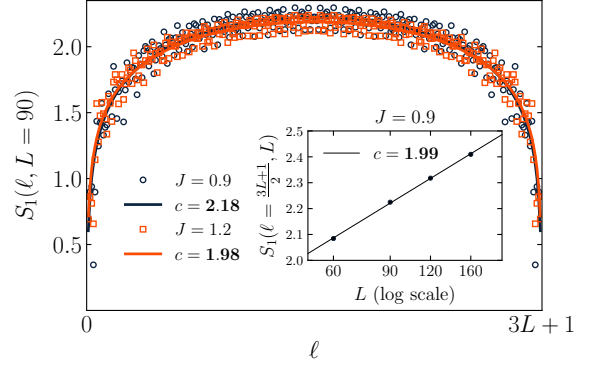 2.0
1.5
1.0
0.5
S₁(ℓ, L = 90)
J = 0.9
c = 2.18
J = 1.2
c = 1.98
0
3L + 1
ℓ
J = 0.9
2.5
2.4
2.3
2.2
2.1
2.0
S₁(ℓ = (3L+1)/2, L)
c = 1.99
60
90
120
160
L (log scale)